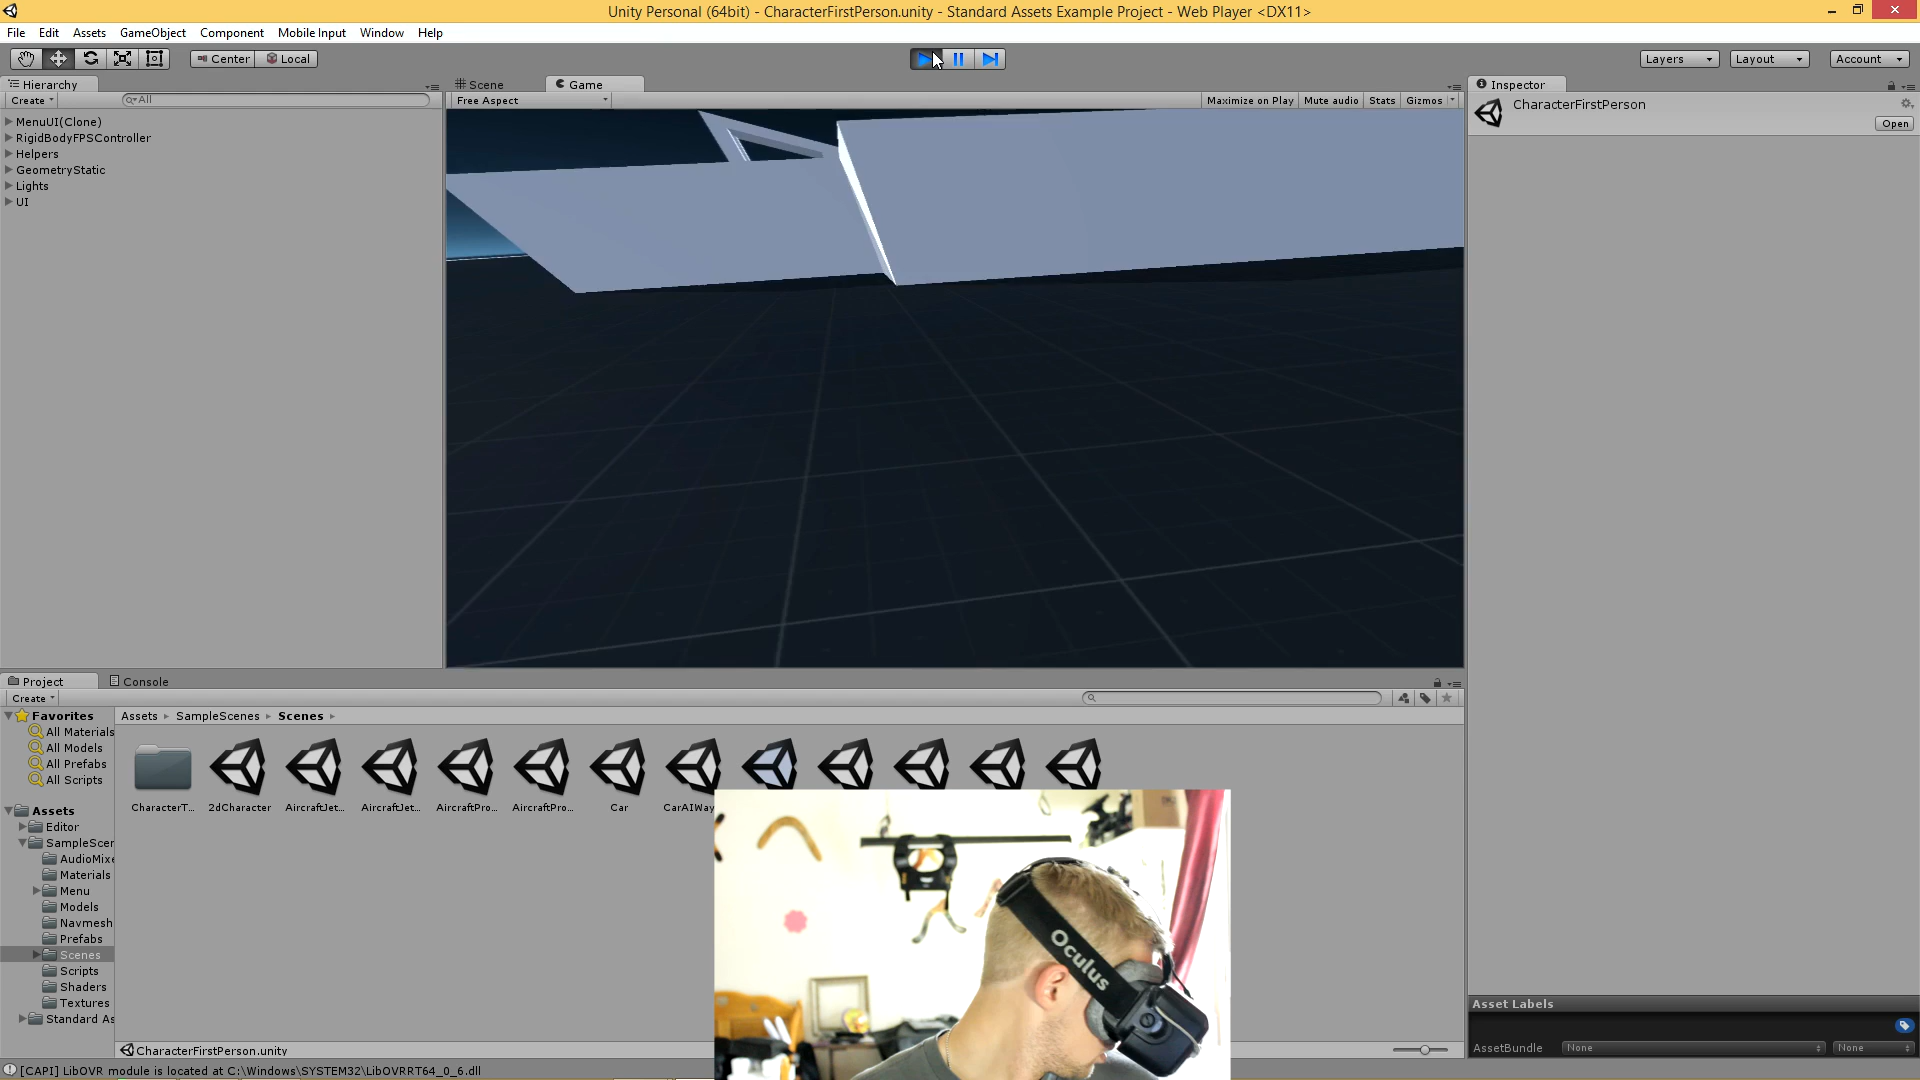 Unity Personal (64bit) - CharacterFirstPerson.unity - Standard Assets Example Project - Web Player <DX11>
File Edit Assets GameObject Component Mobile Input Window Help
Center Local Layers Layout Account
Hierarchy Scene Game Inspector
Create All Free Aspect Maximize on Play Mute audio Stats Gizmos CharacterFirstPerson
Open
MenuUI(Clone)
RigidBodyFPSController
Helpers
GeometryStatic
Lights
UI
Project Console
Create
Favorites Assets SampleScenes Scenes
All Materials
All Models
All Prefabs
All Scripts
CharacterT... 2dCharacter AircraftJet... AircraftJet... AircraftPro... AircraftPro... Car CarAIWay
Assets
Editor
SampleScer
AudioMixe
Materials
Menu
Models
Navmesh
Prefabs
Scenes
Scripts
Shaders
Textures
Standard As
Oculus
Asset Labels
AssetBundle None None
CharacterFirstPerson.unity
[CAPI] LibOVR module is located at C:\Windows\SYSTEM32\LibOVRRT64_0_6.dll